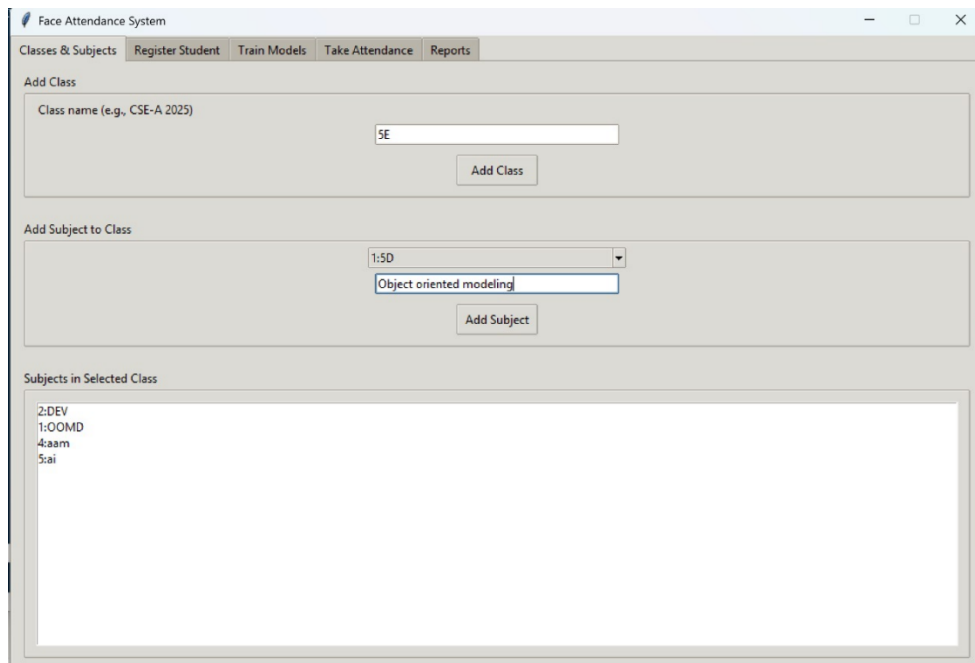 Face Attendance System
Classes & Subjects Register Student Train Models Take Attendance Reports
Add Class
Class name (e.g., CSE-A 2025)
5E
Add Class
Add Subject to Class
1:5D
Object oriented modeling
Add Subject
Subjects in Selected Class
2:DEV
1:OOMD
4:aam
5:ai